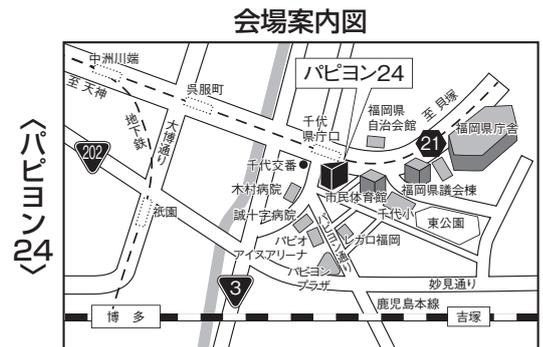 会場案内図
〈パピヨン24〉
中洲川端
至 天神
呉服町
パピヨン24
千代
県庁口
福岡県
自治会館
至 貝塚
福岡県庁舎
21
地下鉄
大博通り
202
千代交番
木村病院
市民体育館
福岡県議会棟
千代小
東公園
誠十字病院
パピヨン通り
祇園
パピオ
アイスアリーナ
レガロ福岡
パピヨン
プラザ
妙見通り
3
鹿児島本線
博多
吉塚